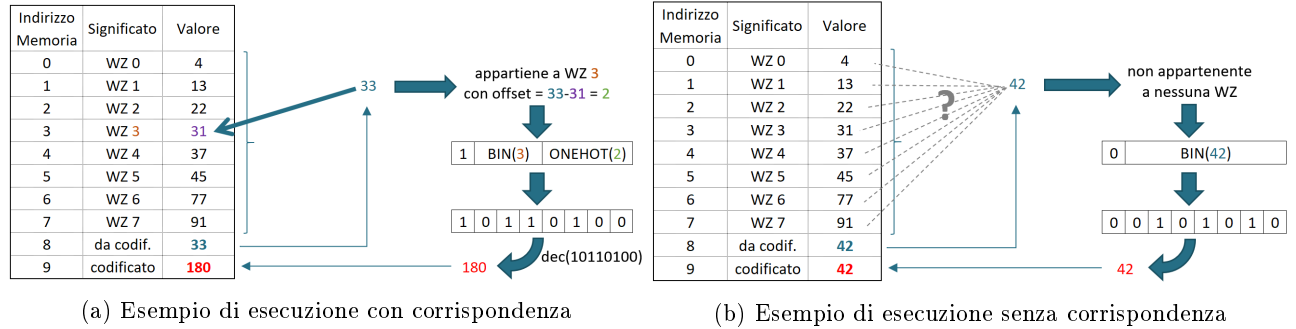 Indirizzo Memoria Significato Valore
0 WZ 0 4
1 WZ 1 13
2 WZ 2 22
3 WZ 3 31
4 WZ 4 37
5 WZ 5 45
6 WZ 6 77
7 WZ 7 91
8 da codif. 33
9 codificato 180
33
appartiene a WZ 3
con offset = 33-31 = 2
1 BIN(3) ONEHOT(2)
1 0 1 1 0 1 0 0
dec(10110100)
180
(a) Esempio di esecuzione con corrispondenza
Indirizzo Memoria Significato Valore
0 WZ 0 4
1 WZ 1 13
2 WZ 2 22
3 WZ 3 31
4 WZ 4 37
5 WZ 5 45
6 WZ 6 77
7 WZ 7 91
8 da codif. 42
9 codificato 42
?
42
non appartenente
a nessuna WZ
0 BIN(42)
0 0 1 0 1 0 1 0
42
(b) Esempio di esecuzione senza corrispondenza